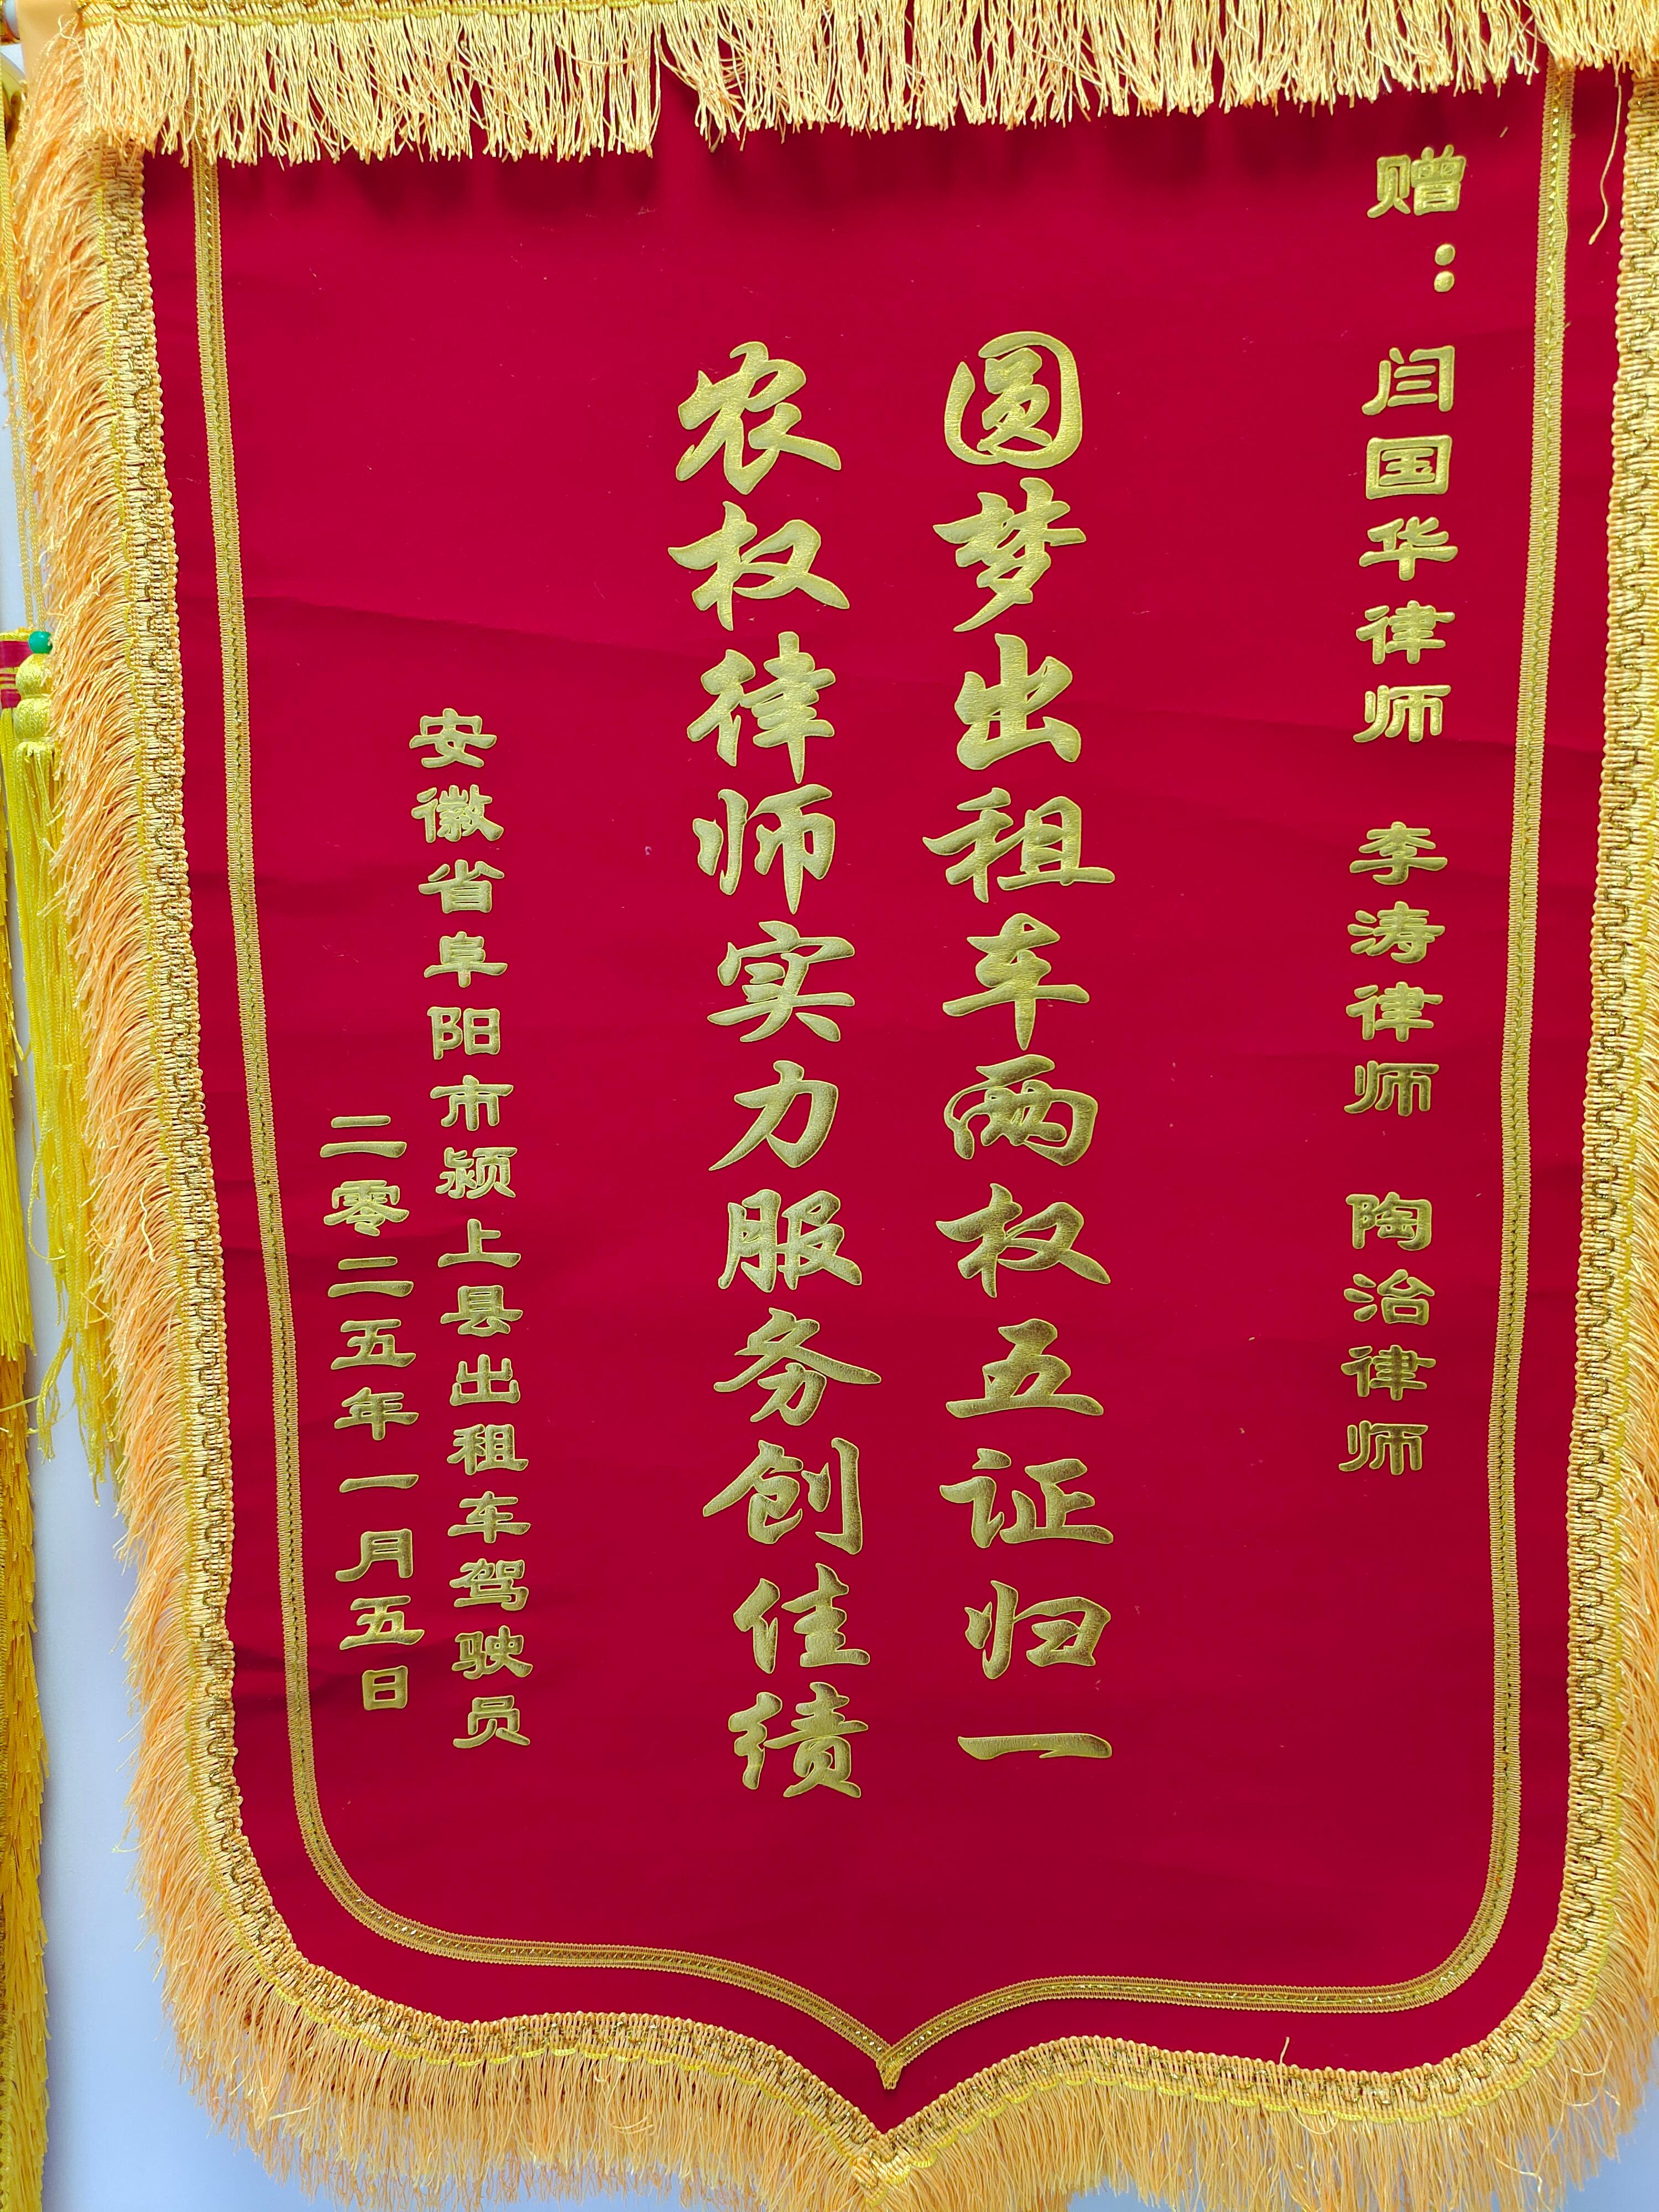 赠：闫国华律师 李涛律师 陶治律师
圆梦出租车两权五证归一
农权律师实力服务创佳绩
安徽省阜阳市颍上县出租车驾驶员
二零二五年一月五日